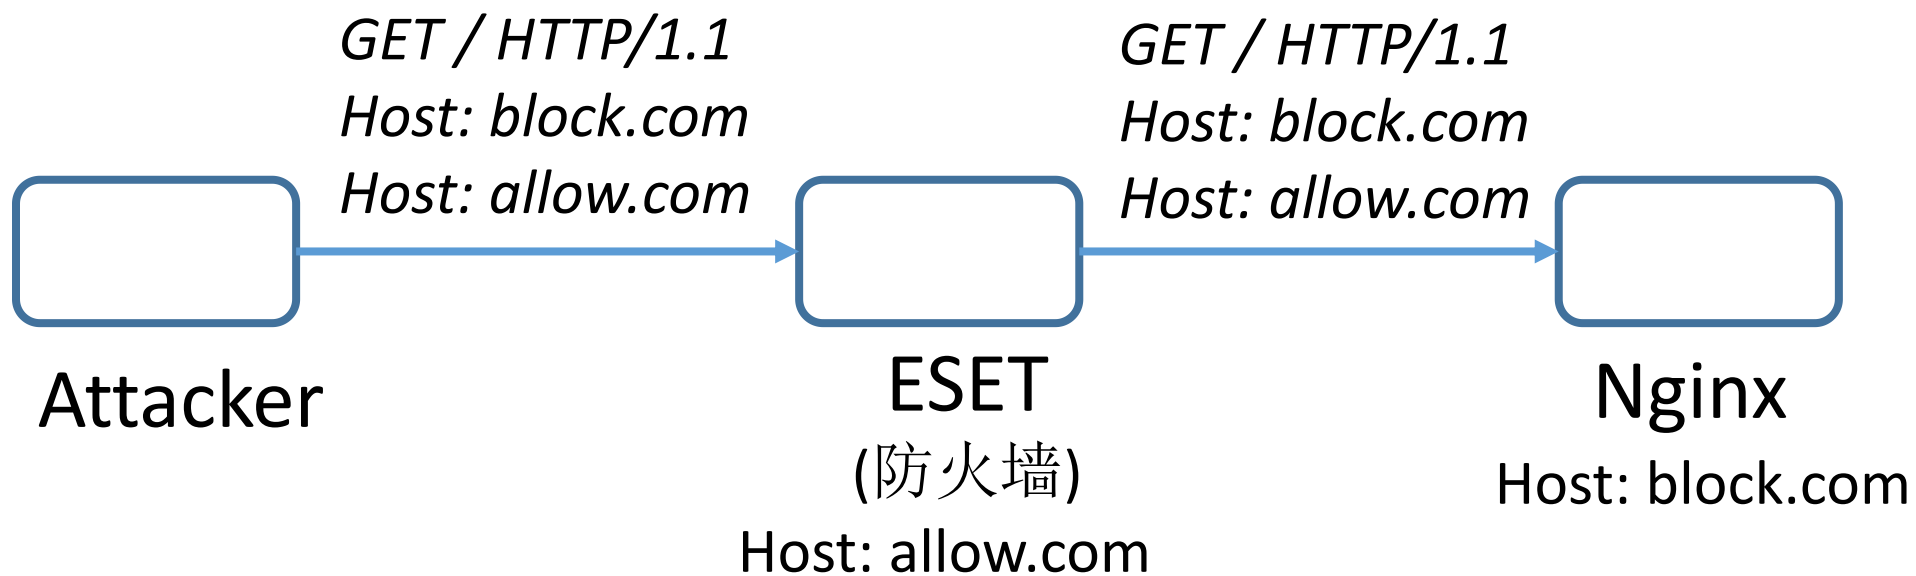 GET / HTTP/1.1
Host: block.com
Host: allow.com
GET / HTTP/1.1
Host: block.com
Host: allow.com
Attacker
ESET
(防火墙)
Host: allow.com
Nginx
Host: block.com